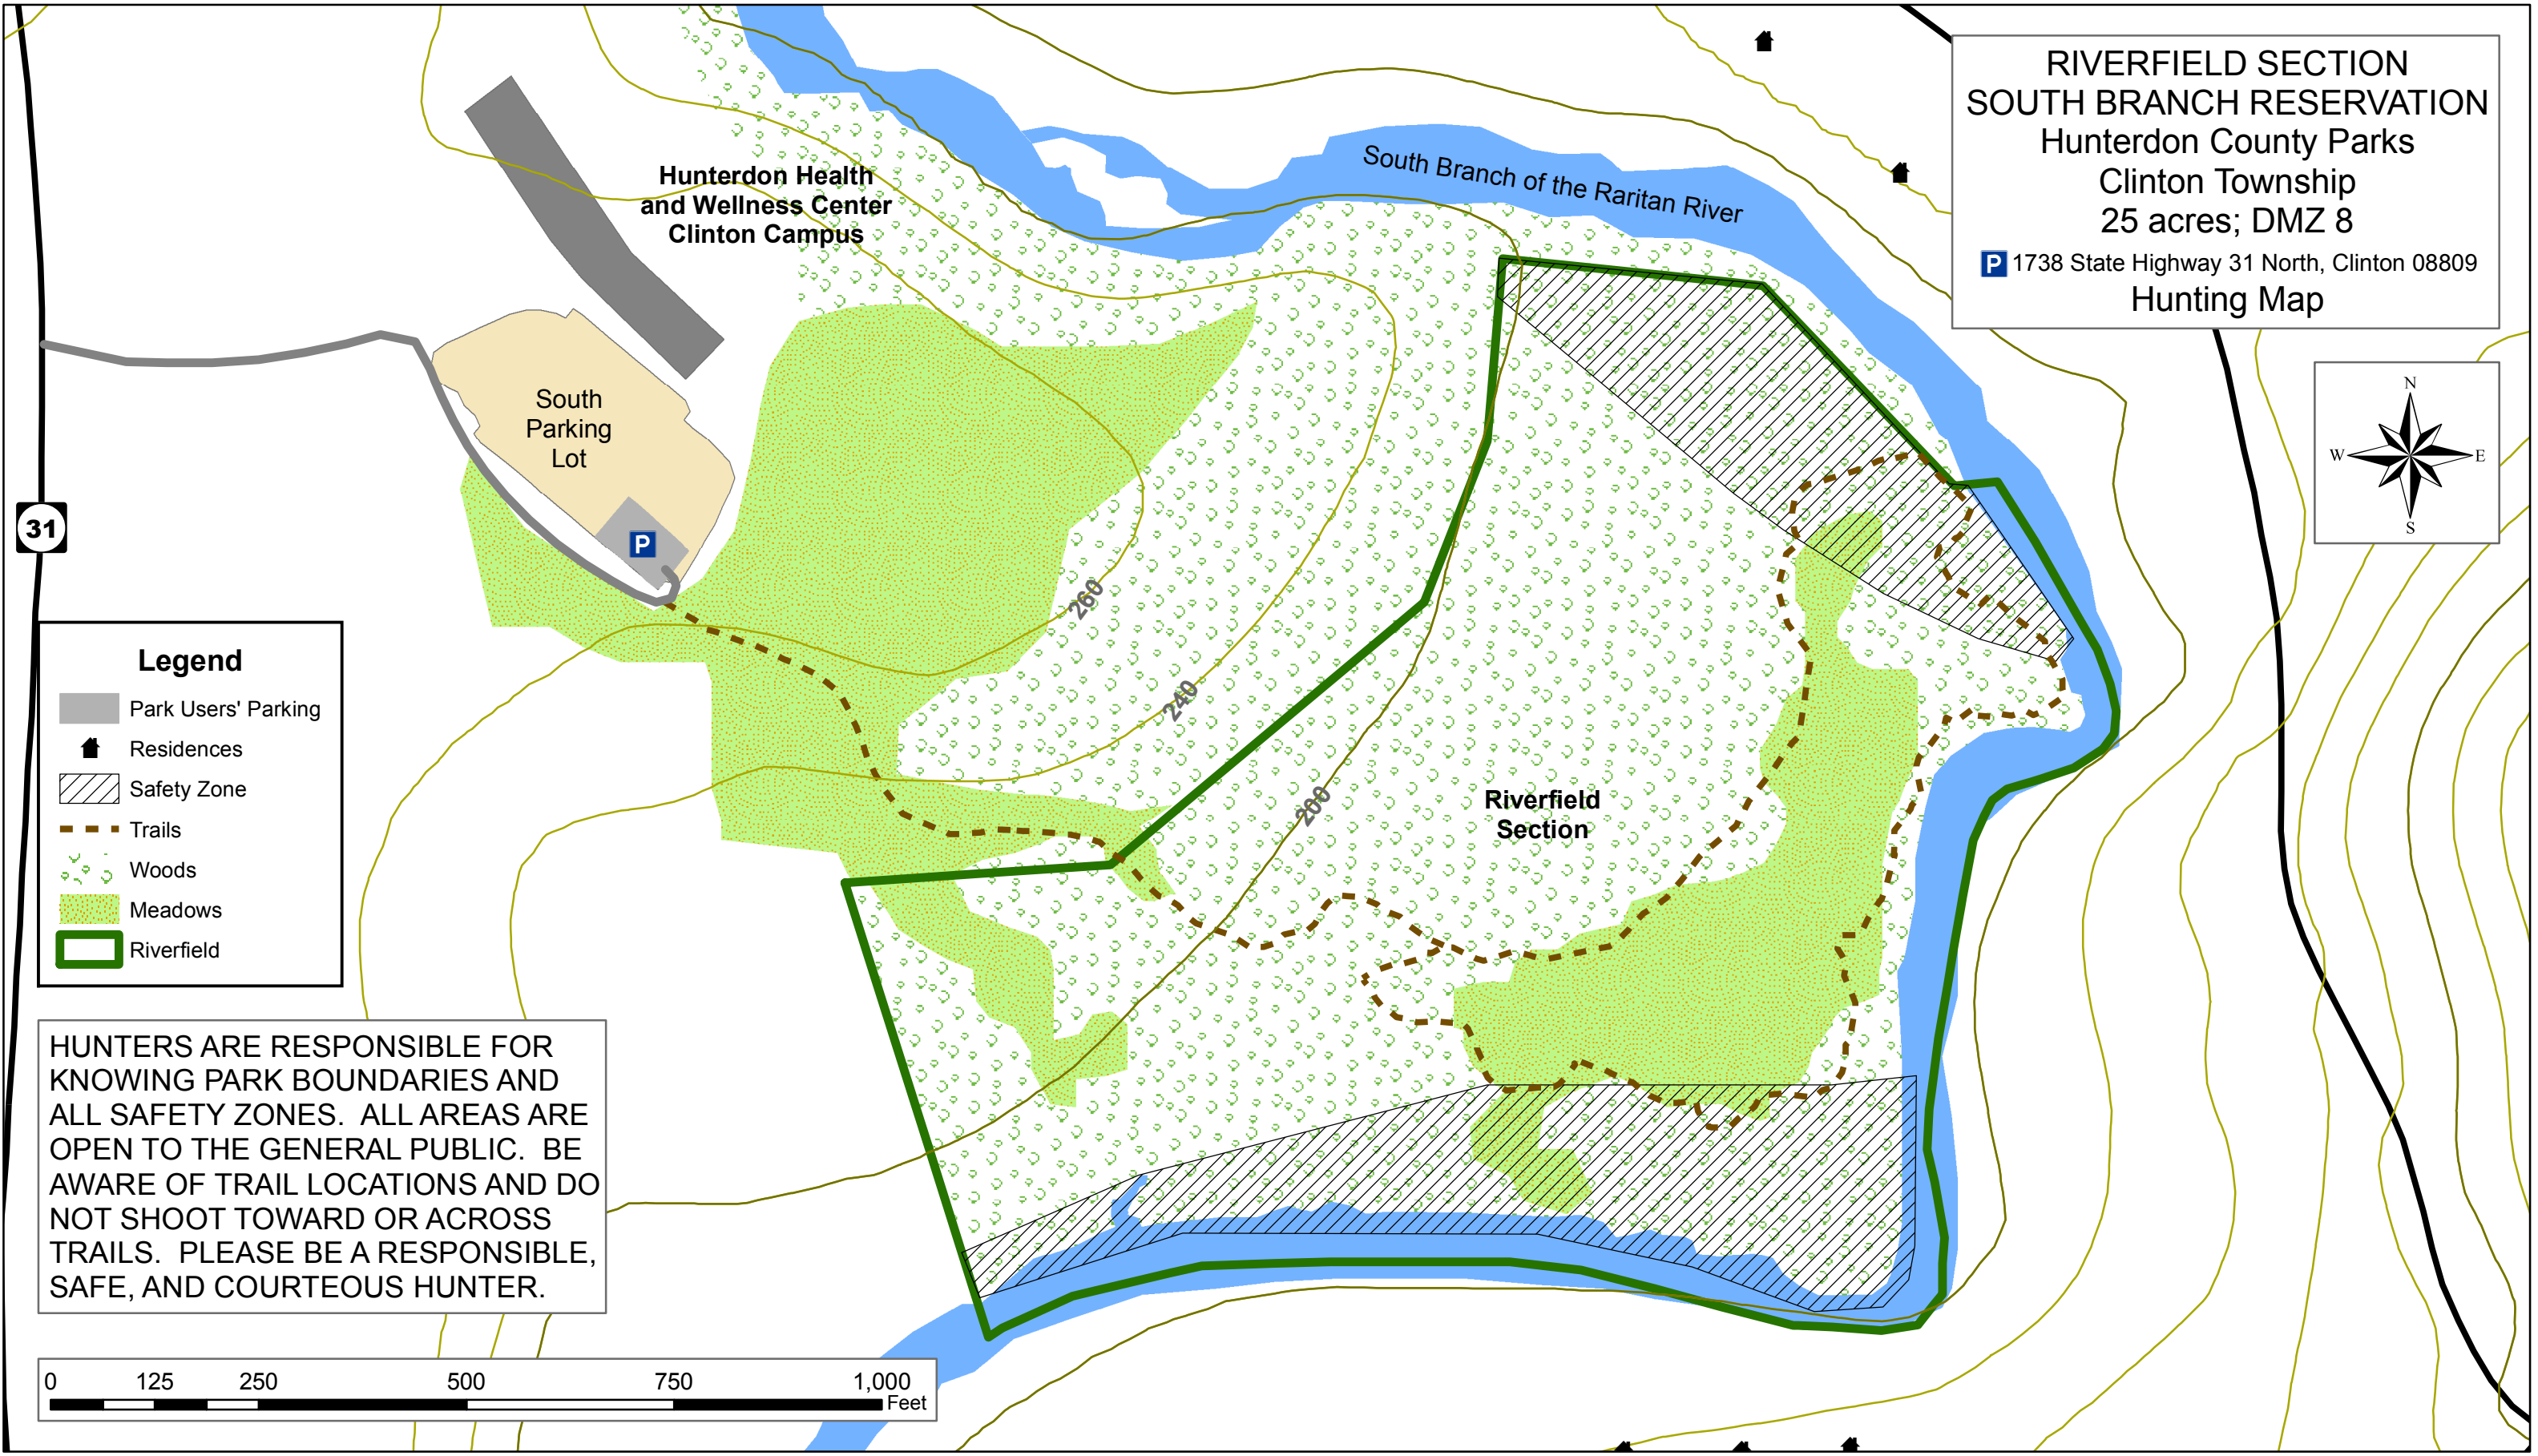 RIVERFIELD SECTION
SOUTH BRANCH RESERVATION
Hunterdon County Parks
Clinton Township
25 acres; DMZ 8
P 1738 State Highway 31 North, Clinton 08809
Hunting Map
N
W E
S
South Branch of the Raritan River
Hunterdon Health
and Wellness Center
Clinton Campus
South
Parking
Lot
P
31
260
240
200
Riverfield
Section
Legend
Park Users' Parking
Residences
Safety Zone
Trails
Woods
Meadows
Riverfield
HUNTERS ARE RESPONSIBLE FOR
KNOWING PARK BOUNDARIES AND
ALL SAFETY ZONES.  ALL AREAS ARE
OPEN TO THE GENERAL PUBLIC.  BE
AWARE OF TRAIL LOCATIONS AND DO
NOT SHOOT TOWARD OR ACROSS
TRAILS.  PLEASE BE A RESPONSIBLE,
SAFE, AND COURTEOUS HUNTER.
0 125 250 500 750 1,000
Feet